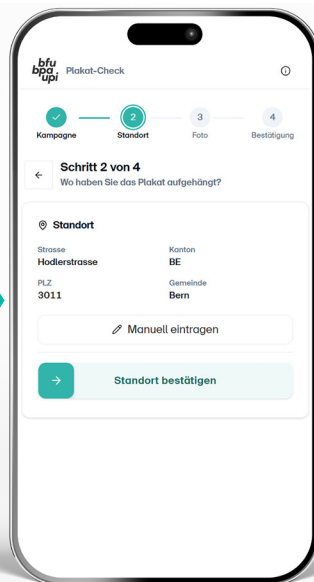 bfu
bpa
upi
Plakat-Check
2
3
4
Kampagne
Standort
Foto
Bestätigung
Schritt 2 von 4
Wo haben Sie das Plakat aufgehängt?
Standort
Strasse
Kanton
Hodlerstrasse
BE
PLZ
Gemeinde
3011
Bern
Manuell eintragen
Standort bestätigen